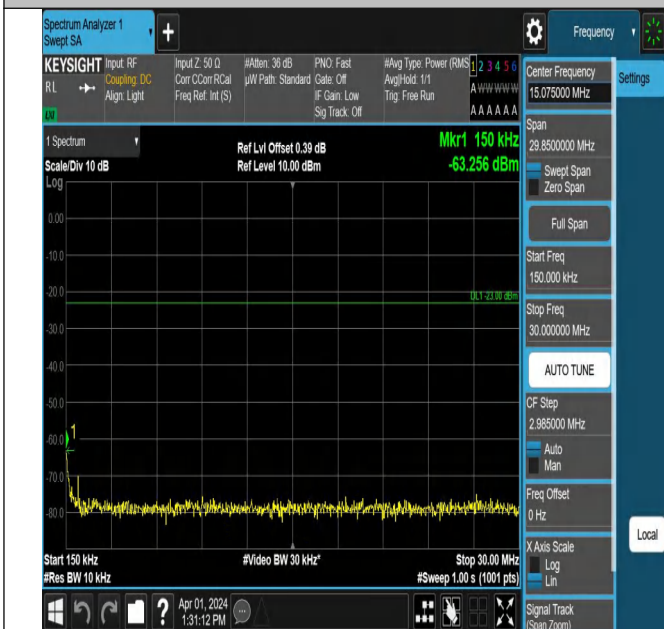 Spectrum Analyzer 1
Swept SA
Frequency
KEYSIGHT
RL
LXI
Input: RF
Coupling: DC
Align: Light
Input Z: 50 Ω
Corr CCorr RCal
Freq Ref: Int (S)
#Atten: 36 dB
µW Path: Standard
PNO: Fast
Gate: Off
IF Gain: Low
Sig Track: Off
#Avg Type: Power (RMS
Avg|Hold: 1/1
Trig: Free Run
1 2 3 4 5 6
A W W W W W
A A A A A A
1 Spectrum
Scale/Div 10 dB
Log
Ref Lvl Offset 0.39 dB
Ref Level 10.00 dBm
Mkr1 150 kHz
-63.256 dBm
0.00
-10.0
-20.0
-30.0
-40.0
-50.0
-60.0
-70.0
-80.0
DL1 -23.00 dBm
1
Start 150 kHz
#Res BW 10 kHz
#Video BW 30 kHz*
Stop 30.00 MHz
#Sweep 1.00 s (1001 pts)
Apr 01, 2024
1:31:12 PM
Center Frequency
15.075000 MHz
Settings
Span
29.8500000 MHz
Swept Span
Zero Span
Full Span
Start Freq
150.000 kHz
Stop Freq
30.000000 MHz
AUTO TUNE
CF Step
2.985000 MHz
Auto
Man
Freq Offset
0 Hz
X Axis Scale
Log
Lin
Local
Signal Track
(Span Zoom)